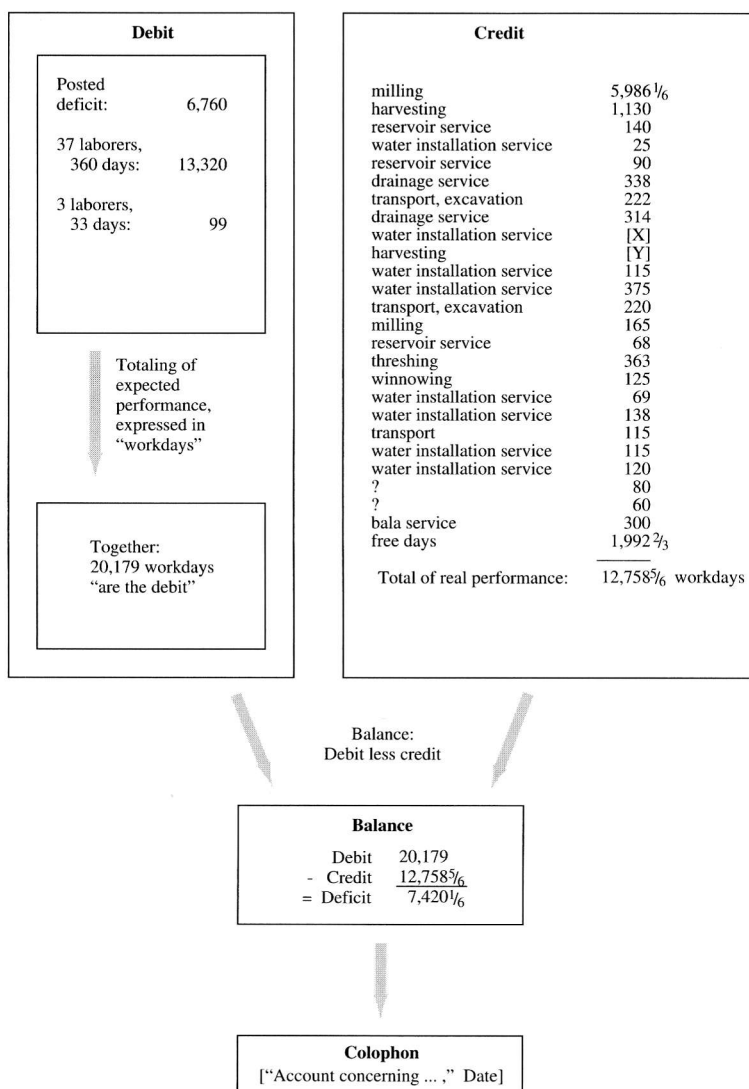 Debit
Posted
deficit: 6,760
37 laborers,
360 days: 13,320
3 laborers,
33 days: 99
Totaling of
expected
performance,
expressed in
“workdays”
Together:
20,179 workdays
“are the debit”
Credit
milling 5,986 1/6
harvesting 1,130
reservoir service 140
water installation service 25
reservoir service 90
drainage service 338
transport, excavation 222
drainage service 314
water installation service [X]
harvesting [Y]
water installation service 115
water installation service 375
transport, excavation 220
milling 165
reservoir service 68
threshing 363
winnowing 125
water installation service 69
water installation service 138
transport 115
water installation service 115
water installation service 120
? 80
? 60
bala service 300
free days 1,992 2/3
Total of real performance: 12,758 5/6 workdays
Balance:
Debit less credit
Balance
Debit 20,179
- Credit 12,758 5/6
= Deficit 7,420 1/6
Colophon
[“Account concerning ... ,” Date]